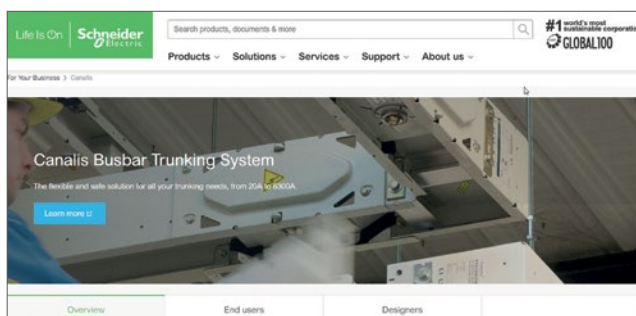 Life Is On
Schneider
Electric
Search products, documents & more
#1 world's most
sustainable corporatio
GLOBAL100
Products
Solutions
Services
Support
About us
For Your Business > Canalis
Canalis Busbar Trunking System
The flexible and safe solution for all your trunking needs, from 20A to 6300A.
Learn more
Overview
End users
Designers